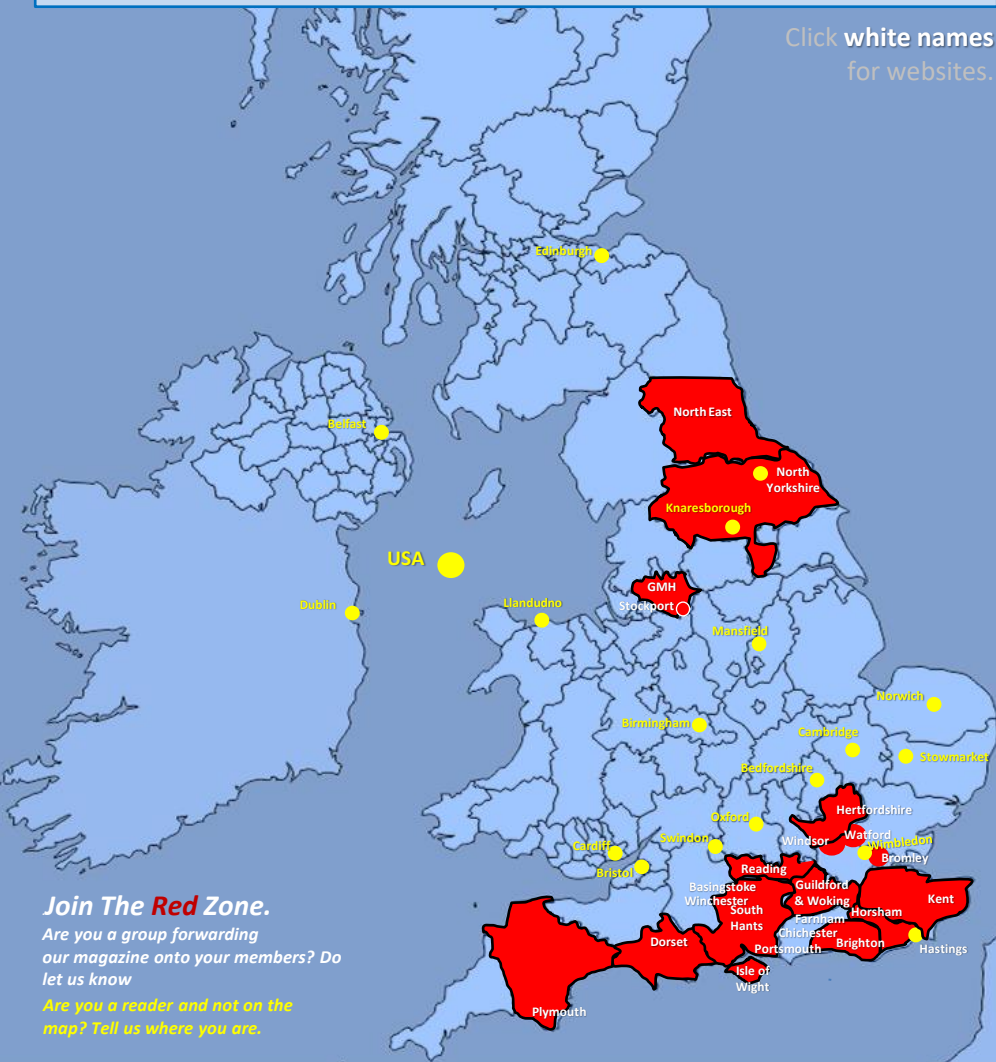 Click white names
for websites.
Edinburgh
North East
Belfast
North
Yorkshire
Knaresborough
USA
GMH
Stockport
Dublin
Llandudno
Mansfield
Norwich
Birmingham
Cambridge
Stowmarket
Bedfordshire
Hertfordshire
Oxford
Watford
Windsor
Wimbledon
Swindon
Cardiff
Bromley
Bristol
Reading
Basingstoke
Winchester
Guildford
& Woking
Kent
South
Hants
Horsham
Farnham
Chichester
Portsmouth
Brighton
Hastings
Dorset
Isle of
Wight
Plymouth
Join The Red Zone.
Are you a group forwarding
our magazine onto your members? Do
let us know
Are you a reader and not on the
map? Tell us where you are.